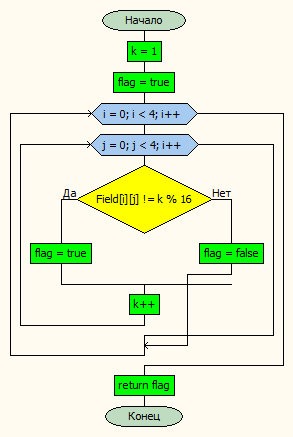 Начало
k = 1
flag = true
i = 0; i < 4; i++
j = 0; j < 4; i++
Field[i][j] != k % 16
Да
Нет
flag = true
flag = false
k++
return flag
Конец